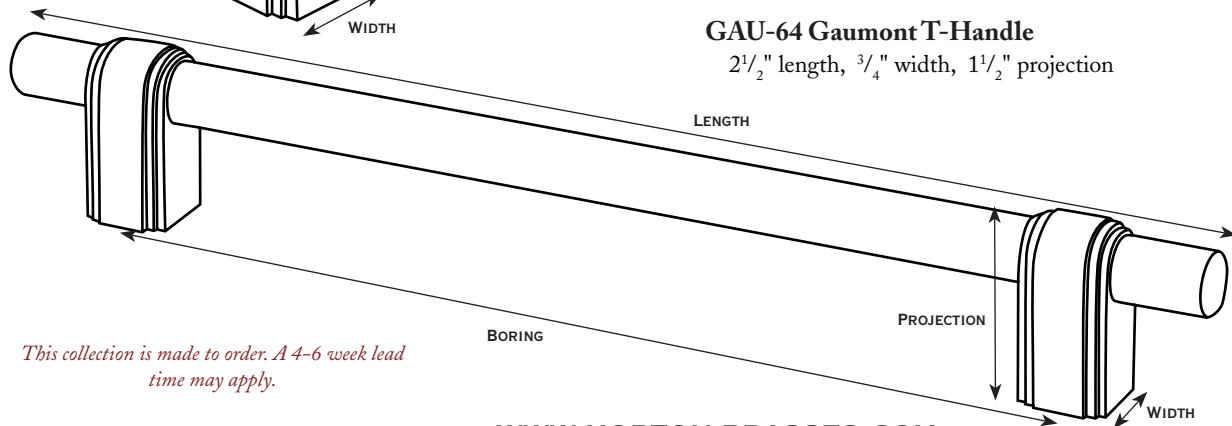 WIDTH
GAU-64 Gaumont T-Handle
2 1/2" length, 3/4" width, 1 1/2" projection
LENGTH
PROJECTION
BORING
This collection is made to order. A 4-6 week lead
time may apply.
WIDTH